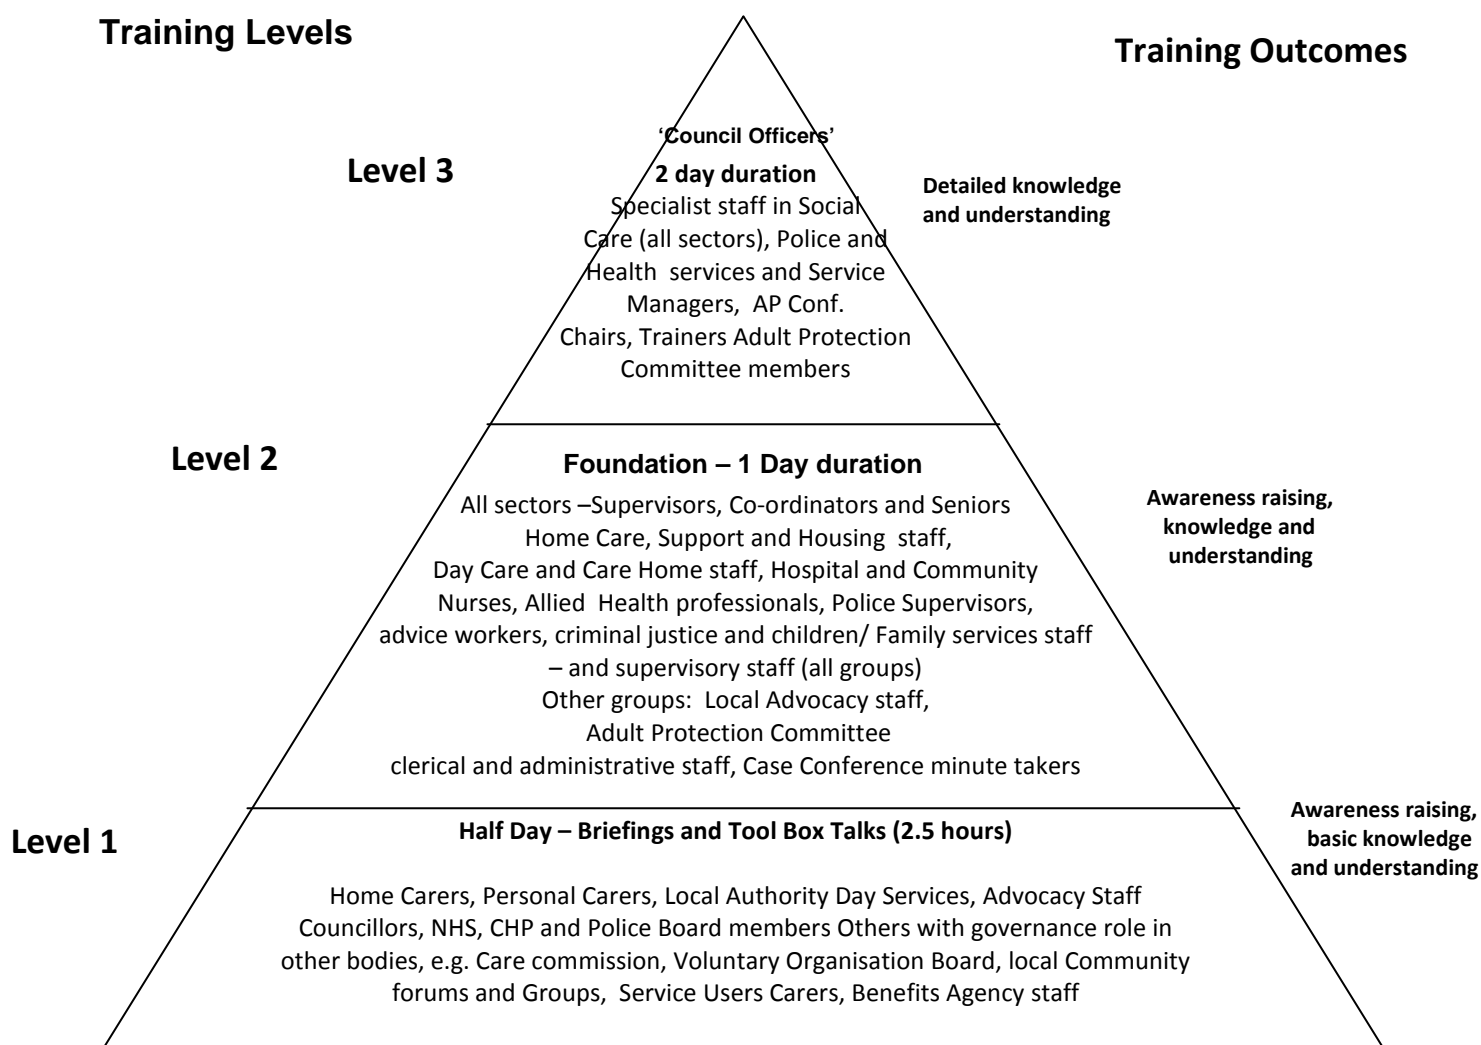 Training Levels
Training Outcomes
'Council Officers'
Level 3
2 day duration
Specialist staff in Social
Care (all sectors), Police and
Health services and Service
Managers, AP Conf.
Chairs, Trainers Adult Protection
Committee members
Detailed knowledge
and understanding
Level 2
Foundation – 1 Day duration
All sectors –Supervisors, Co-ordinators and Seniors
Home Care, Support and Housing staff,
Day Care and Care Home staff, Hospital and Community
Nurses, Allied Health professionals, Police Supervisors,
advice workers, criminal justice and children/ Family services staff
– and supervisory staff (all groups)
Other groups: Local Advocacy staff,
Adult Protection Committee
clerical and administrative staff, Case Conference minute takers
Awareness raising,
knowledge and
understanding
Level 1
Half Day – Briefings and Tool Box Talks (2.5 hours)
Home Carers, Personal Carers, Local Authority Day Services, Advocacy Staff
Councillors, NHS, CHP and Police Board members Others with governance role in
other bodies, e.g. Care commission, Voluntary Organisation Board, local Community
forums and Groups, Service Users Carers, Benefits Agency staff
Awareness raising,
basic knowledge
and understanding